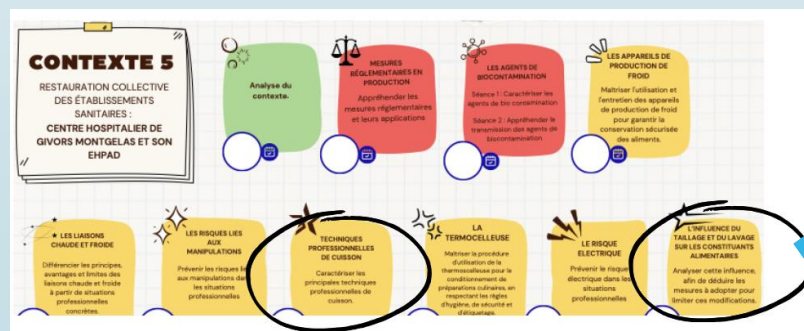 CONTEXTE 5
RESTAURATION COLLECTIVE
DES ÉTABLISSEMENTS
SANITAIRES :
CENTRE HOSPITALIER DE
GIVORS MONTGELAS ET SON
EHPAD
Analyse du
contexte.
MESURES
RÉGLEMENTAIRES EN
PRODUCTION
Appréhender les
mesures réglementaires
et leurs applications
LES AGENTS DE
BIOCONTAMINATION
Séance 1 : Caractériser les
agents de bio contamination.
Séance 2 : Appréhender le
transmission des agents de
biocontamination.
LES APPAREILS DE
PRODUCTION DE
FROID
Maîtriser l'utilisation et
l'entretien des appareils
de production de froid
pour garantir la
conservation sécurisée
des aliments.
LES LIAISONS
CHAUDE ET FROIDE
Différencier les principes,
avantages et limites des
liaisons chaude et froide
à partir de situations
professionnelles
concrètes.
LES RISQUES LIES
AUX
MANIPULATIONS
Prévenir les risques lié
aux manipulations dans
les situations
professionnelles
TECHNIQUES
PROFESSIONNELLES
DE CUISSON
Caractériser les
principales techniques
professionnelles de
cuisson.
LA
TERMOCELLEUSE
Maîtriser la procédure
d'utilisation de la
thermoscelleuse pour le
conditionnement de
préparations culinaires, en
respectant les règles
d'hygiène, de sécurité et
d'étiquetage.
LE RISQUE
ELECTRIQUE
Prévenir le risque
électrique dans les
situations
professionnelles
L'INFLUENCE DU
TAILLAGE ET DU LAVAGE
SUR LES CONSTITUANTS
ALIMENTAIRES
Analyser cette influence,
afin de déduire les
mesures à adopter pour
limiter ces modifications.